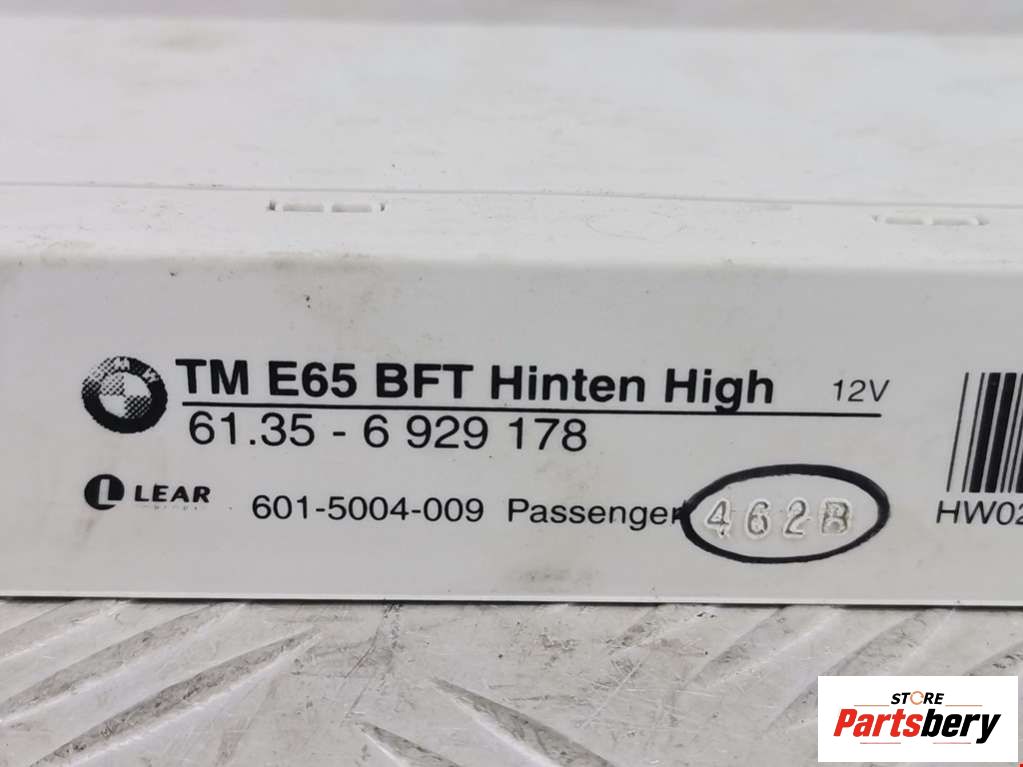 BMW
TM E65 BFT Hinten High 12V
61.35 - 6 929 178
LEAR
601-5004-009 Passenger 462B
HW02
STORE
Partsbery